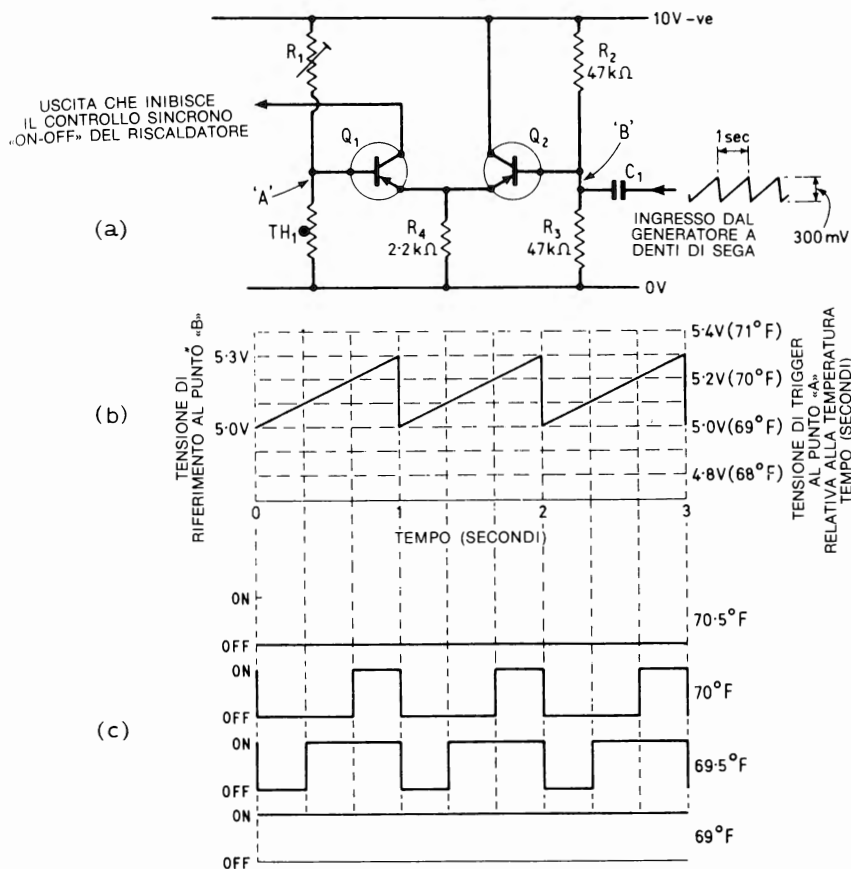 10V -ve
R1
R2
47kΩ
USCITA CHE INIBISCE
IL CONTROLLO SINCRONO
«ON-OFF» DEL RISCALDATORE
Q1
Q2
'B'
1 sec
C1
'A'
(a)
TH1
R4
2·2kΩ
R3
47kΩ
INGRESSO DAL
GENERATORE A
DENTI DI SEGA
300mV
0V
(b)
TENSIONE DI
RIFERIMENTO AL PUNTO «B»
5·3V
5·0V
5·4V (71°F)
5·2V (70°F)
5·0V (69°F)
4·8V (68°F)
TENSIONE DI TRIGGER
AL PUNTO «A»
RELATIVA ALLA TEMPERATURA
TEMPO (SECONDI)
0
1
2
3
TEMPO (SECONDI)
(c)
ON
OFF
70·5°F
ON
OFF
70°F
ON
OFF
69·5°F
ON
OFF
69°F